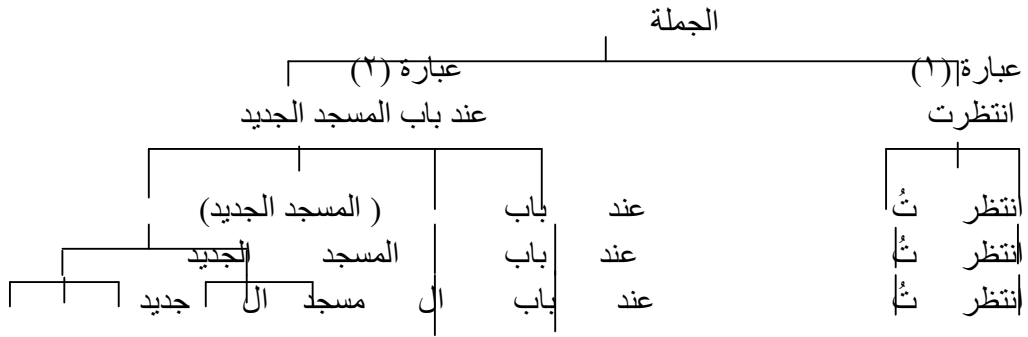 الجملة
عبارة (١) عبارة (٢)
انتظرت عند باب المسجد الجديد
انتظر تُ عند باب ( المسجد الجديد)
انتظر تُ عند باب المسجد الجديد
انتظر تُ عند باب ال مسجد ال جديد